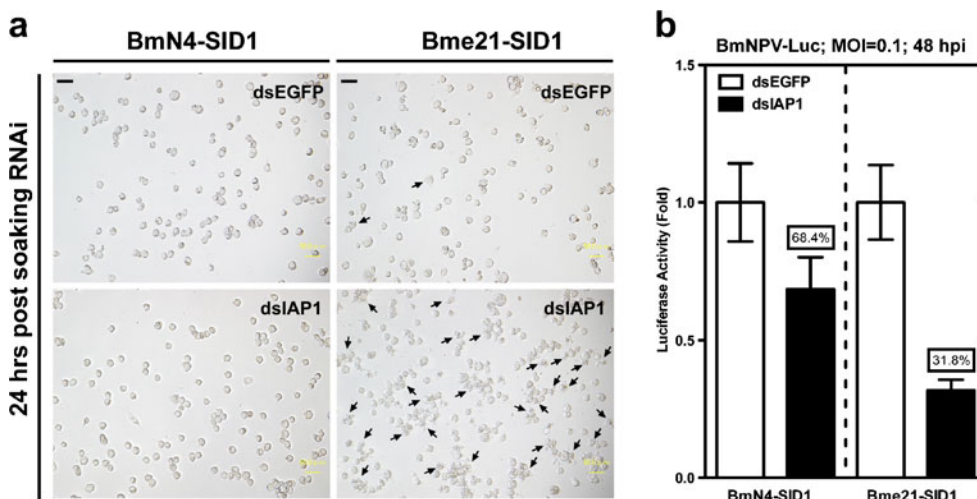 a
BmN4-SID1
Bme21-SID1
24 hrs post soaking RNAi
dsEGFP
dsEGFP
dsIAP1
dsIAP1
b
BmNPV-Luc; MOI=0.1; 48 hpi
Luciferase Activity (Fold)
1.5
1.0
0.5
0.0
dsEGFP
dsIAP1
68.4%
31.8%
BmN4-SID1
Bme21-SID1